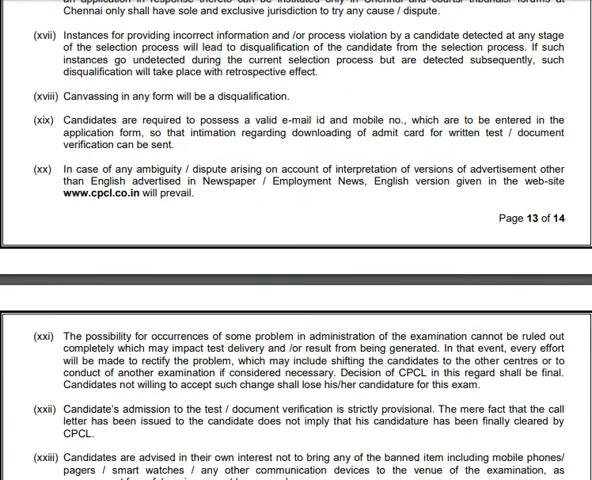 Chennai only shall have sole and exclusive jurisdiction to try any cause / dispute.
(xvii) Instances for providing incorrect information and /or process violation by a candidate detected at any stage
of the selection process will lead to disqualification of the candidate from the selection process. If such
instances go undetected during the current selection process but are detected subsequently, such
disqualification will take place with retrospective effect.
(xviii) Canvassing in any form will be a disqualification.
(xix) Candidates are required to possess a valid e-mail id and mobile no., which are to be entered in the
application form, so that intimation regarding downloading of admit card for written test / document
verification can be sent.
(xx) In case of any ambiguity / dispute arising on account of interpretation of versions of advertisement other
than English advertised in Newspaper / Employment News, English version given in the web-site
www.cpcl.co.in will prevail.
Page 13 of 14
(xxi) The possibility for occurrences of some problem in administration of the examination cannot be ruled out
completely which may impact test delivery and /or result from being generated. In that event, every effort
will be made to rectify the problem, which may include shifting the candidates to the other centres or to
conduct of another examination if considered necessary. Decision of CPCL in this regard shall be final.
Candidates not willing to accept such change shall lose his/her candidature for this exam.
(xxii) Candidate's admission to the test / document verification is strictly provisional. The mere fact that the call
letter has been issued to the candidate does not imply that his candidature has been finally cleared by
CPCL.
(xxiii) Candidates are advised in their own interest not to bring any of the banned item including mobile phones/
pagers / smart watches / any other communication devices to the venue of the examination, as